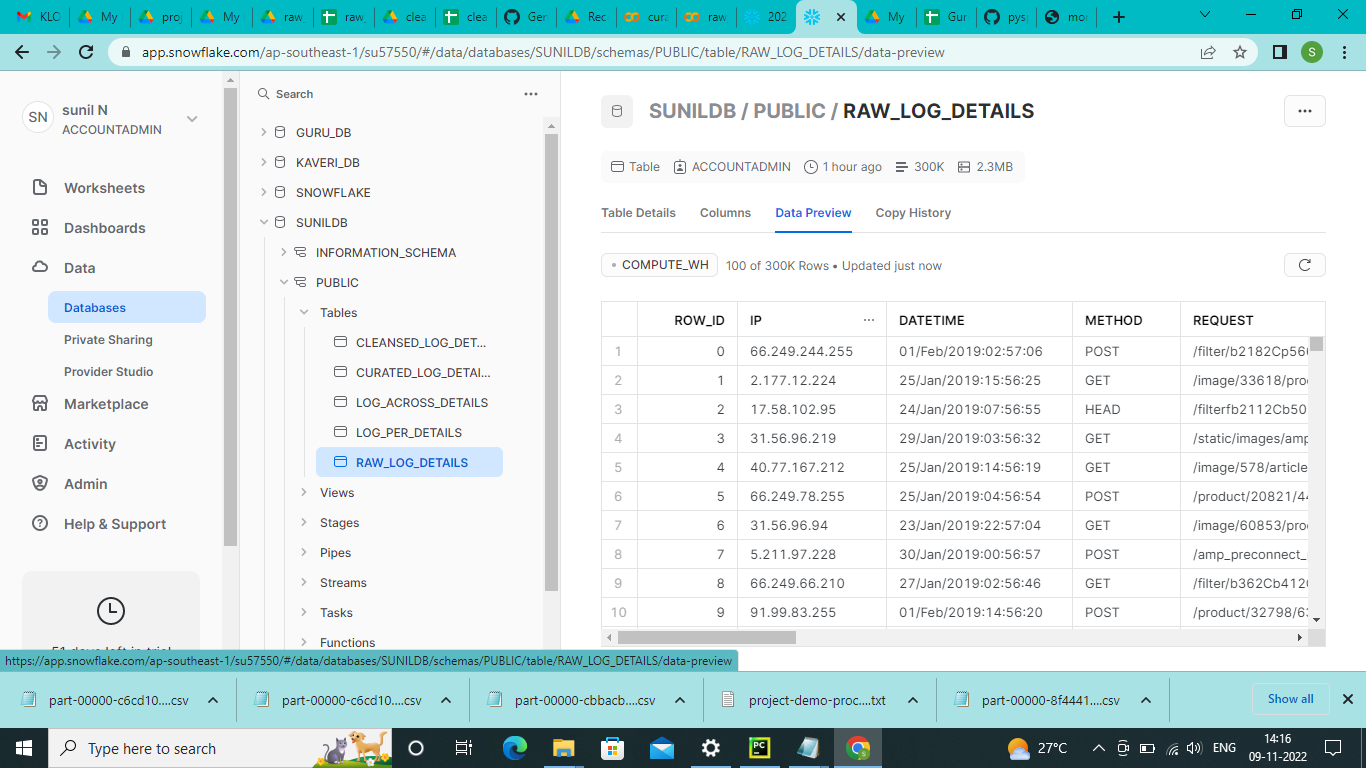 KLO
My
proj
My
raw
raw_
clea
clea
Gen
Rec
cura
raw
202
My
Gur
pysp
mo
app.snowflake.com/ap-southeast-1/su57550/#/data/databases/SUNILDB/schemas/PUBLIC/table/RAW_LOG_DETAILS/data-preview
S
SN
sunil N
ACCOUNTADMIN
Worksheets
Dashboards
Data
Databases
Private Sharing
Provider Studio
Marketplace
Activity
Admin
Help & Support
51 days left in trial
Search
GURU_DB
KAVERI_DB
SNOWFLAKE
SUNILDB
INFORMATION_SCHEMA
PUBLIC
Tables
CLEANSED_LOG_DET...
CURATED_LOG_DETAI...
LOG_ACROSS_DETAILS
LOG_PER_DETAILS
RAW_LOG_DETAILS
Views
Stages
Pipes
Streams
Tasks
Functions
SUNILDB / PUBLIC / RAW_LOG_DETAILS
Table ACCOUNTADMIN 1 hour ago 300K 2.3MB
Table Details Columns Data Preview Copy History
COMPUTE_WH 100 of 300K Rows • Updated just now
ROW_ID IP ... DATETIME METHOD REQUEST
1 0 66.249.244.255 01/Feb/2019:02:57:06 POST /filter/b2182Cp56
2 1 2.177.12.224 25/Jan/2019:15:56:25 GET /image/33618/pro
3 2 17.58.102.95 24/Jan/2019:07:56:55 HEAD /filterfb2112Cb50
4 3 31.56.96.219 29/Jan/2019:03:56:32 GET /static/images/amp
5 4 40.77.167.212 25/Jan/2019:14:56:19 GET /image/578/article
6 5 66.249.78.255 25/Jan/2019:04:56:54 POST /product/20821/44
7 6 31.56.96.94 23/Jan/2019:22:57:04 GET /image/60853/pro
8 7 5.211.97.228 30/Jan/2019:00:56:57 POST /amp_preconnect_
9 8 66.249.66.210 27/Jan/2019:02:56:46 GET /filter/b362Cb412
10 9 91.99.83.255 01/Feb/2019:14:56:20 POST /product/32798/63
https://app.snowflake.com/ap-southeast-1/su57550/#/data/databases/SUNILDB/schemas/PUBLIC/table/RAW_LOG_DETAILS/data-preview
part-00000-c6cd10....csv
part-00000-c6cd10....csv
part-00000-cbbacb....csv
project-demo-proc....txt
part-00000-8f4441....csv
Show all
Type here to search
PC
27°C
ENG
14:16
09-11-2022